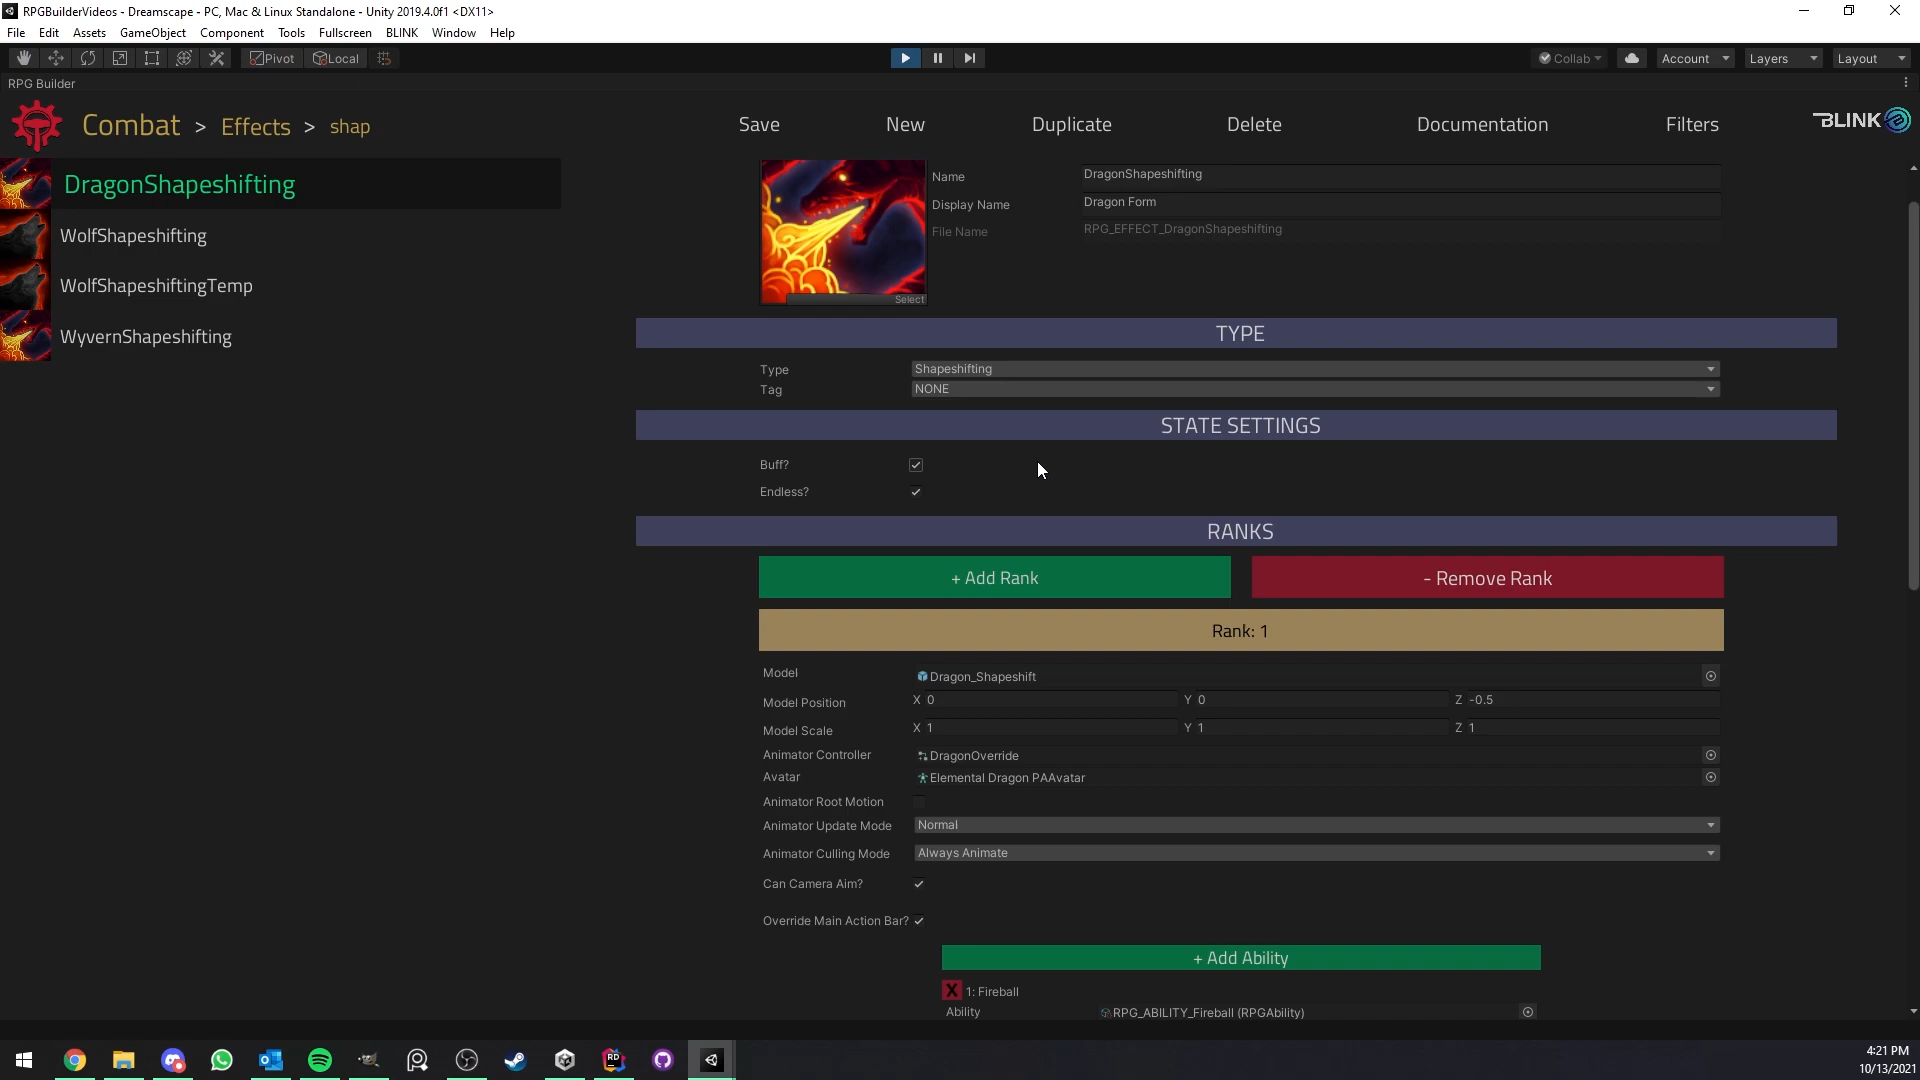 RPGBuilderVideos - Dreamscape - PC, Mac & Linux Standalone - Unity 2019.4.0f1 <DX11>
File Edit Assets GameObject Component Tools Fullscreen BLINK Window Help
Pivot Local Collab Account Layers Layout
RPG Builder
Combat > Effects > shap Save New Duplicate Delete Documentation Filters BLINK
DragonShapeshifting
WolfShapeshifting
WolfShapeshiftingTemp
WyvernShapeshifting
Select
Name DragonShapeshifting
Display Name Dragon Form
File Name RPG_EFFECT_DragonShapeshifting
TYPE
Type Shapeshifting
Tag NONE
STATE SETTINGS
Buff?
Endless?
RANKS
+ Add Rank - Remove Rank
Rank: 1
Model Dragon_Shapeshift
Model Position X 0 Y 0 Z -0.5
Model Scale X 1 Y 1 Z 1
Animator Controller DragonOverride
Avatar Elemental Dragon PAAvatar
Animator Root Motion
Animator Update Mode Normal
Animator Culling Mode Always Animate
Can Camera Aim?
Override Main Action Bar?
+ Add Ability
X 1: Fireball
Ability RPG_ABILITY_Fireball (RPGAbility)
RD
4:21 PM
10/13/2021